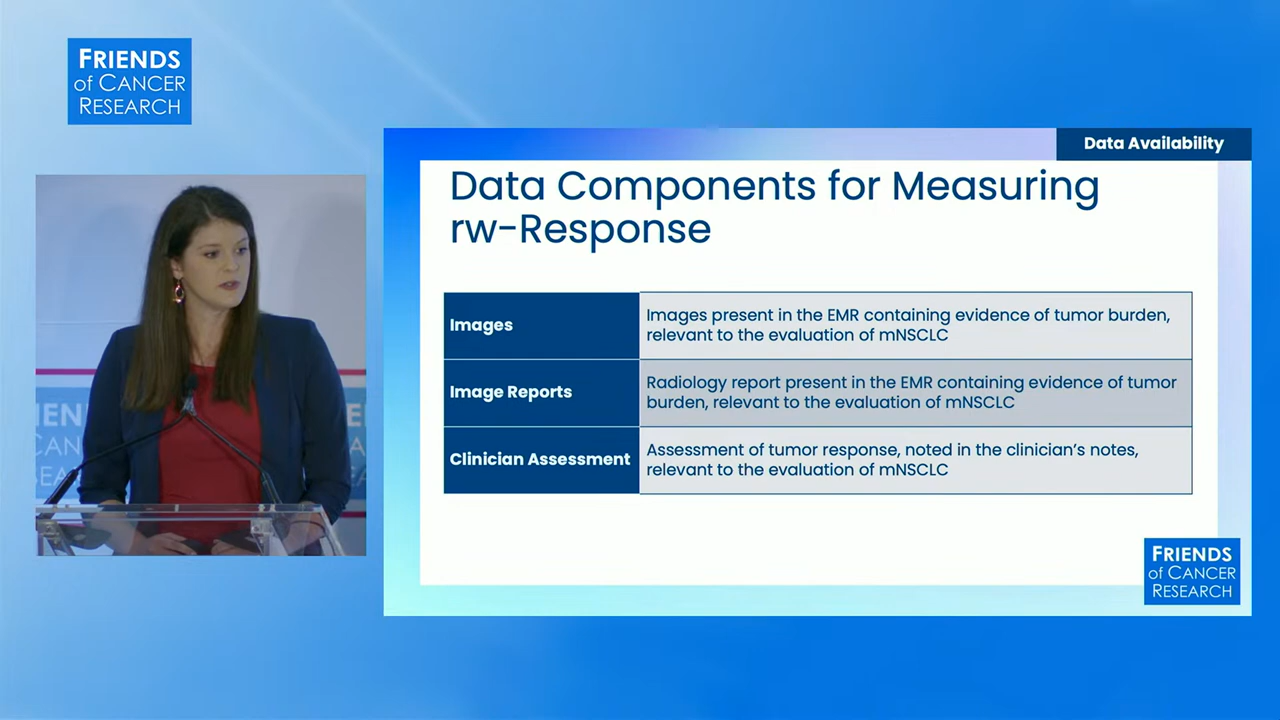 FRIENDS
of CANCER
RESEARCH
Data Availability
Data Components for Measuring
rw-Response
Images
Images present in the EMR containing evidence of tumor burden,
relevant to the evaluation of mNSCLC
Image Reports
Radiology report present in the EMR containing evidence of tumor
burden, relevant to the evaluation of mNSCLC
Clinician Assessment
Assessment of tumor response, noted in the clinician's notes,
relevant to the evaluation of mNSCLC
FRIENDS
of CANCER
RESEARCH